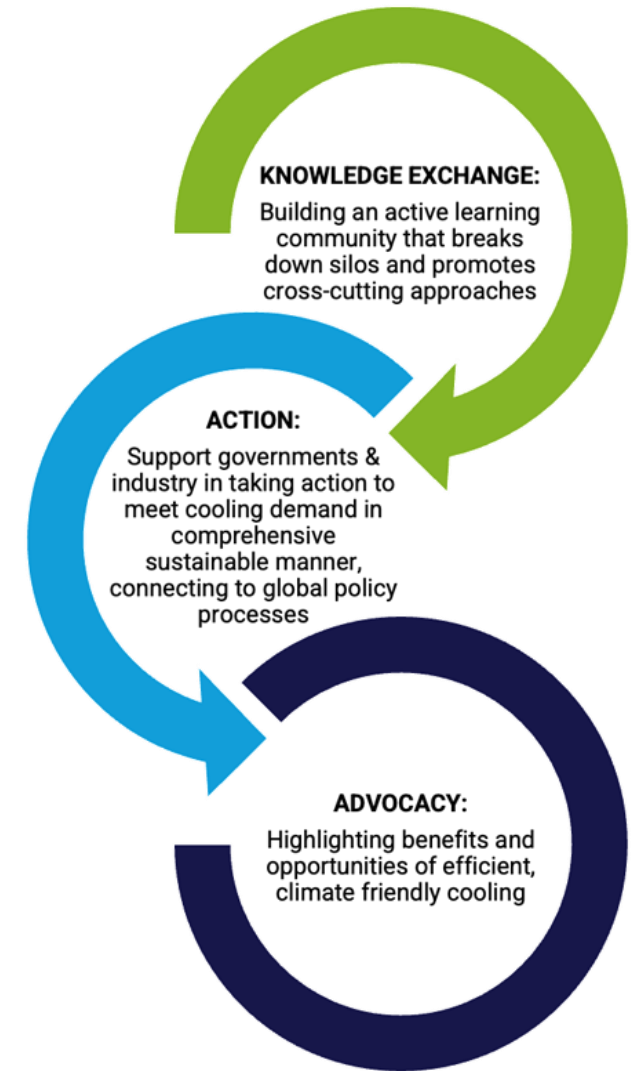 KNOWLEDGE EXCHANGE:
Building an active learning
community that breaks
down silos and promotes
cross-cutting approaches
ACTION:
Support governments &
industry in taking action to
meet cooling demand in
comprehensive
sustainable manner,
connecting to global policy
processes
ADVOCACY:
Highlighting benefits and
opportunities of efficient,
climate friendly cooling